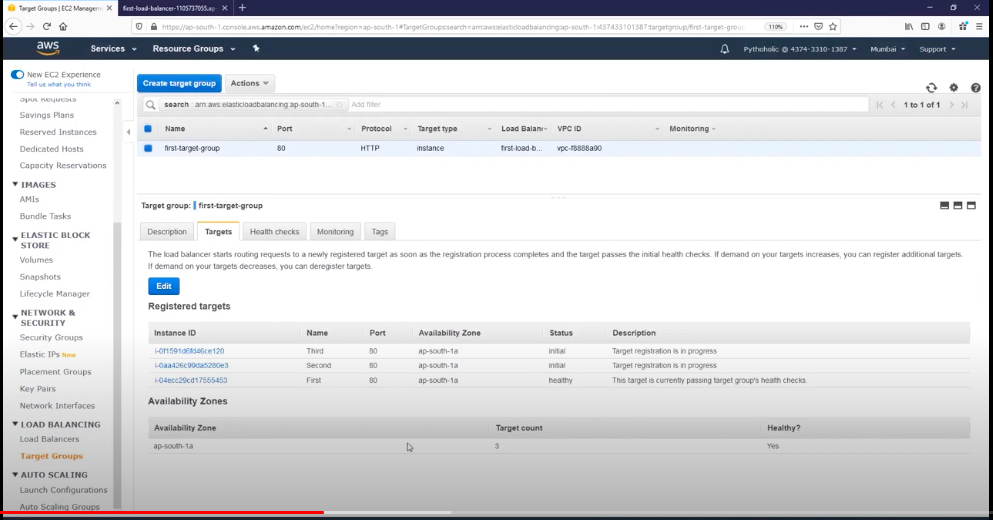 Target Groups | EC2 Managemen
first-load-balancer-1105737055.ap
https://ap-south-1.console.aws.amazon.com/ec2/home?region=ap-south-1#TargetGroups:search=arn:aws:elasticloadbalancing:ap-south-1:437433101387:targetgroup/first-target-grou
110%
aws
Services
Resource Groups
Pythoholic @ 4374-3310-1387
Mumbai
Support
New EC2 Experience
Tell us what you think
Spot Requests
Savings Plans
Reserved Instances
Dedicated Hosts
Capacity Reservations
IMAGES
AMIs
Bundle Tasks
ELASTIC BLOCK
STORE
Volumes
Snapshots
Lifecycle Manager
NETWORK &
SECURITY
Security Groups
Elastic IPs New
Placement Groups
Key Pairs
Network Interfaces
LOAD BALANCING
Load Balancers
Target Groups
AUTO SCALING
Launch Configurations
Auto Scaling Groups
Create target group
Actions
search : arn:aws:elasticloadbalancing:ap-south-1... Add filter
1 to 1 of 1
Name Port Protocol Target type Load Balan VPC ID Monitoring
first-target-group 80 HTTP instance first-load-b... vpc-f8888a90
Target group: first-target-group
Description Targets Health checks Monitoring Tags
The load balancer starts routing requests to a newly registered target as soon as the registration process completes and the target passes the initial health checks. If demand on your targets increases, you can register additional targets.
If demand on your targets decreases, you can deregister targets.
Edit
Registered targets
Instance ID Name Port Availability Zone Status Description
i-0f1591d6fd46ce120 Third 80 ap-south-1a initial Target registration is in progress
i-0aa426c99da5280e3 Second 80 ap-south-1a initial Target registration is in progress
i-04ecc29cd17555453 First 80 ap-south-1a healthy This target is currently passing target group's health checks.
Availability Zones
Availability Zone Target count Healthy?
ap-south-1a 3 Yes